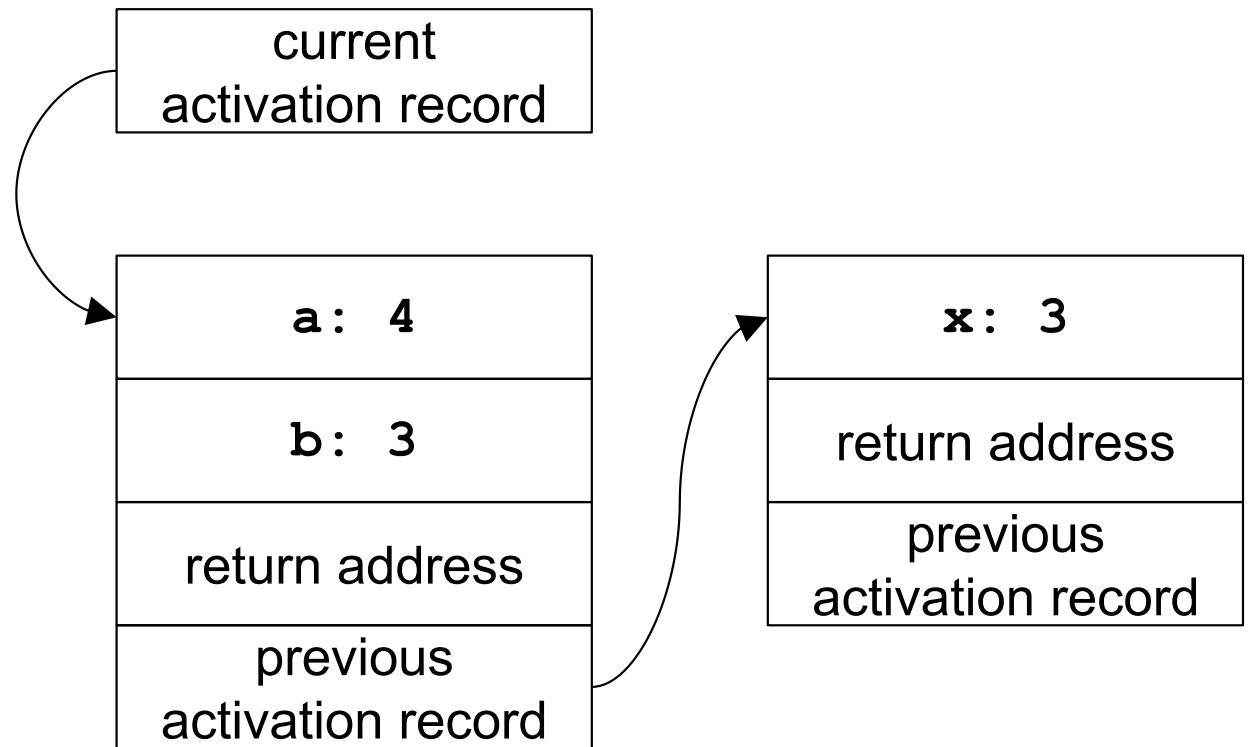 current
activation record
a: 4
b: 3
return address
previous
activation record
x: 3
return address
previous
activation record